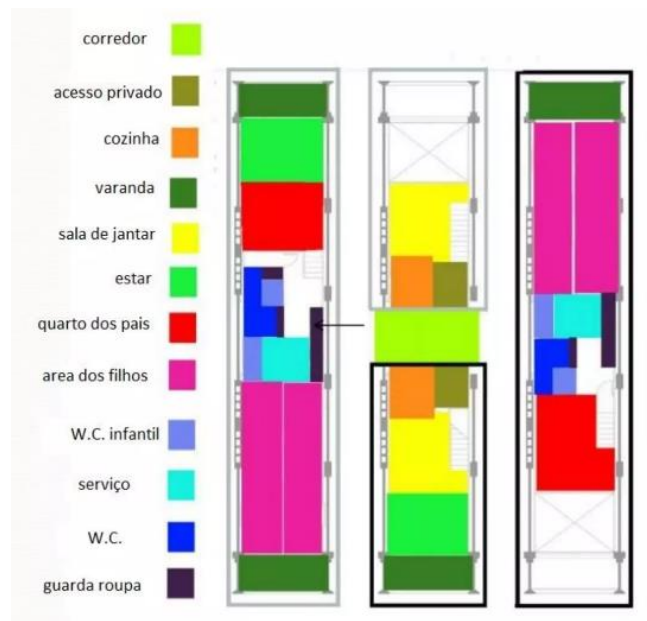 corredor
acesso privado
cozinha
varanda
sala de jantar
estar
quarto dos pais
area dos filhos
W.C. infantil
serviço
W.C.
guarda roupa